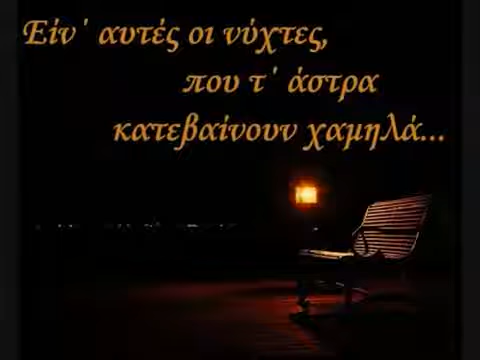 Είν΄ αυτές οι νύχτες,
που τ΄ άστρα
κατεβαίνουν χαμηλά...